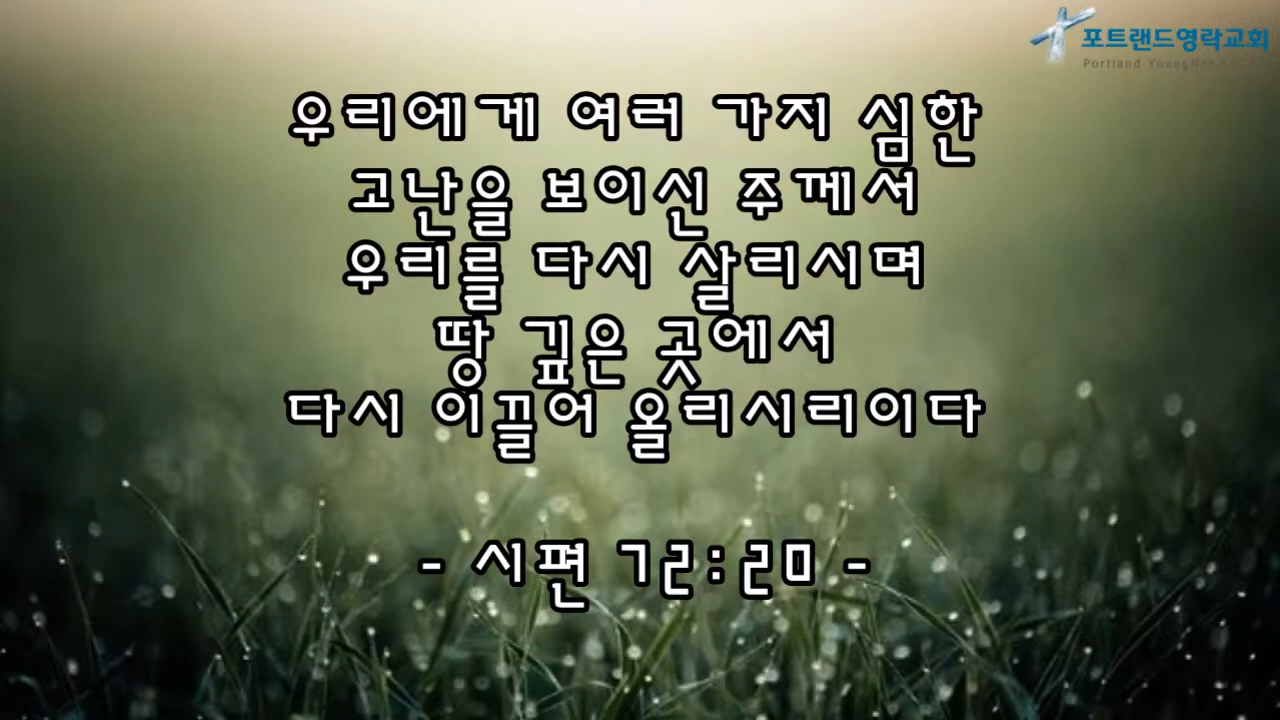 포트랜드영락교회
Portland
우리에게 여러 가지 심한
고난을 보이신 주께서
우리를 다시 살리시며
땅 깊은 곳에서
다시 이끌어 올리시리이다
- 시편 72:20 -